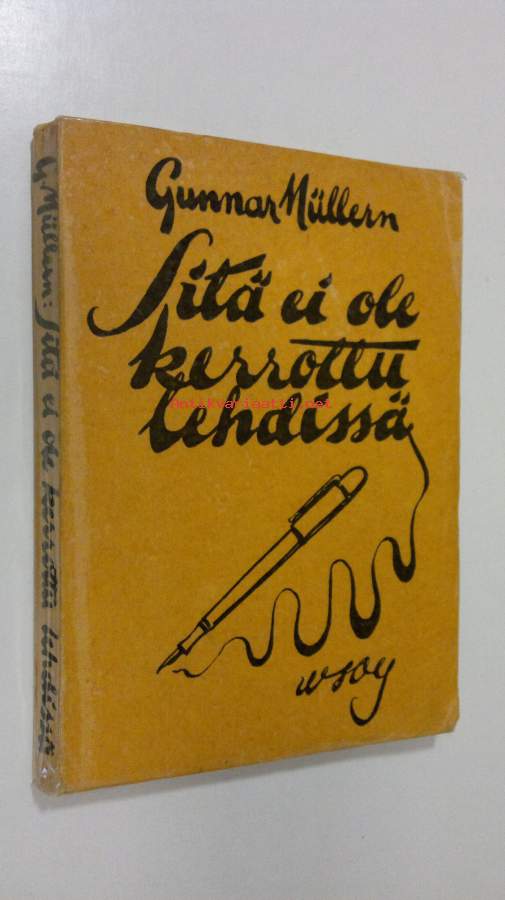 Gunnar Müllern
Sitä ei ole
kerrottu
lehdissä
wsoy
G. Müllern: Sitä ei ole kerrottu lehdissä
Antikvariaatti.net